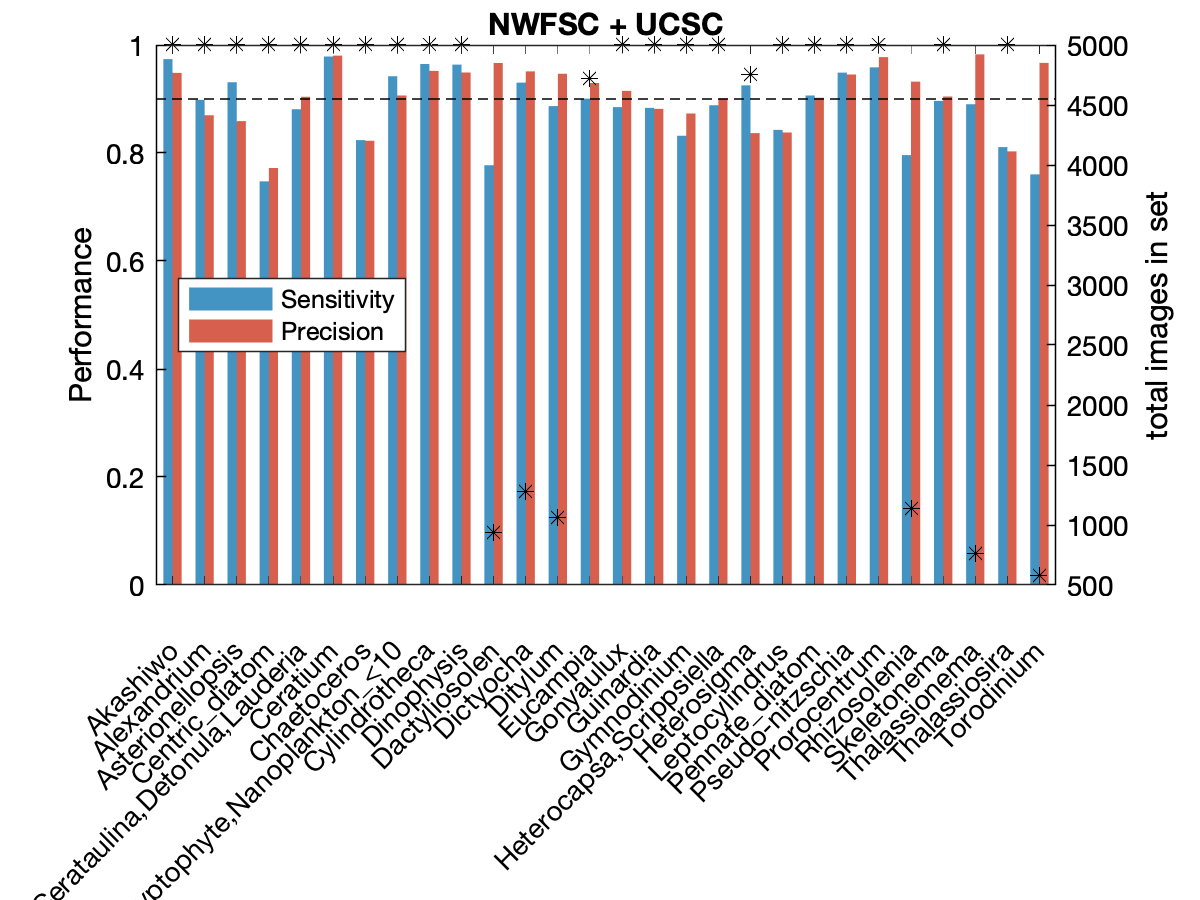 NWFSC + UCSC
1
0.8
0.6
0.4
0.2
0
Performance
Sensitivity
Precision
5000
4500
4000
3500
3000
2500
2000
1500
1000
500
total images in set
Akashiwo
Alexandrium
Asterionellopsis
Centric_diatom
Cerataulina,Detonula,Lauderia
Ceratium
Chaetoceros
yptophyte,Nanoplankton_<10
Cylindrotheca
Dinophysis
Dactyliosolen
Dictyocha
Ditylum
Eucampia
Gonyaulux
Guinardia
Gymnodinium
Heterocapsa,Scrippsiella
Heterosigma
Leptocylindrus
Pennate_diatom
Pseudo-nitzschia
Prorocentrum
Rhizosolenia
Skeletonema
Thalassionema
Thalassiosira
Torodinium